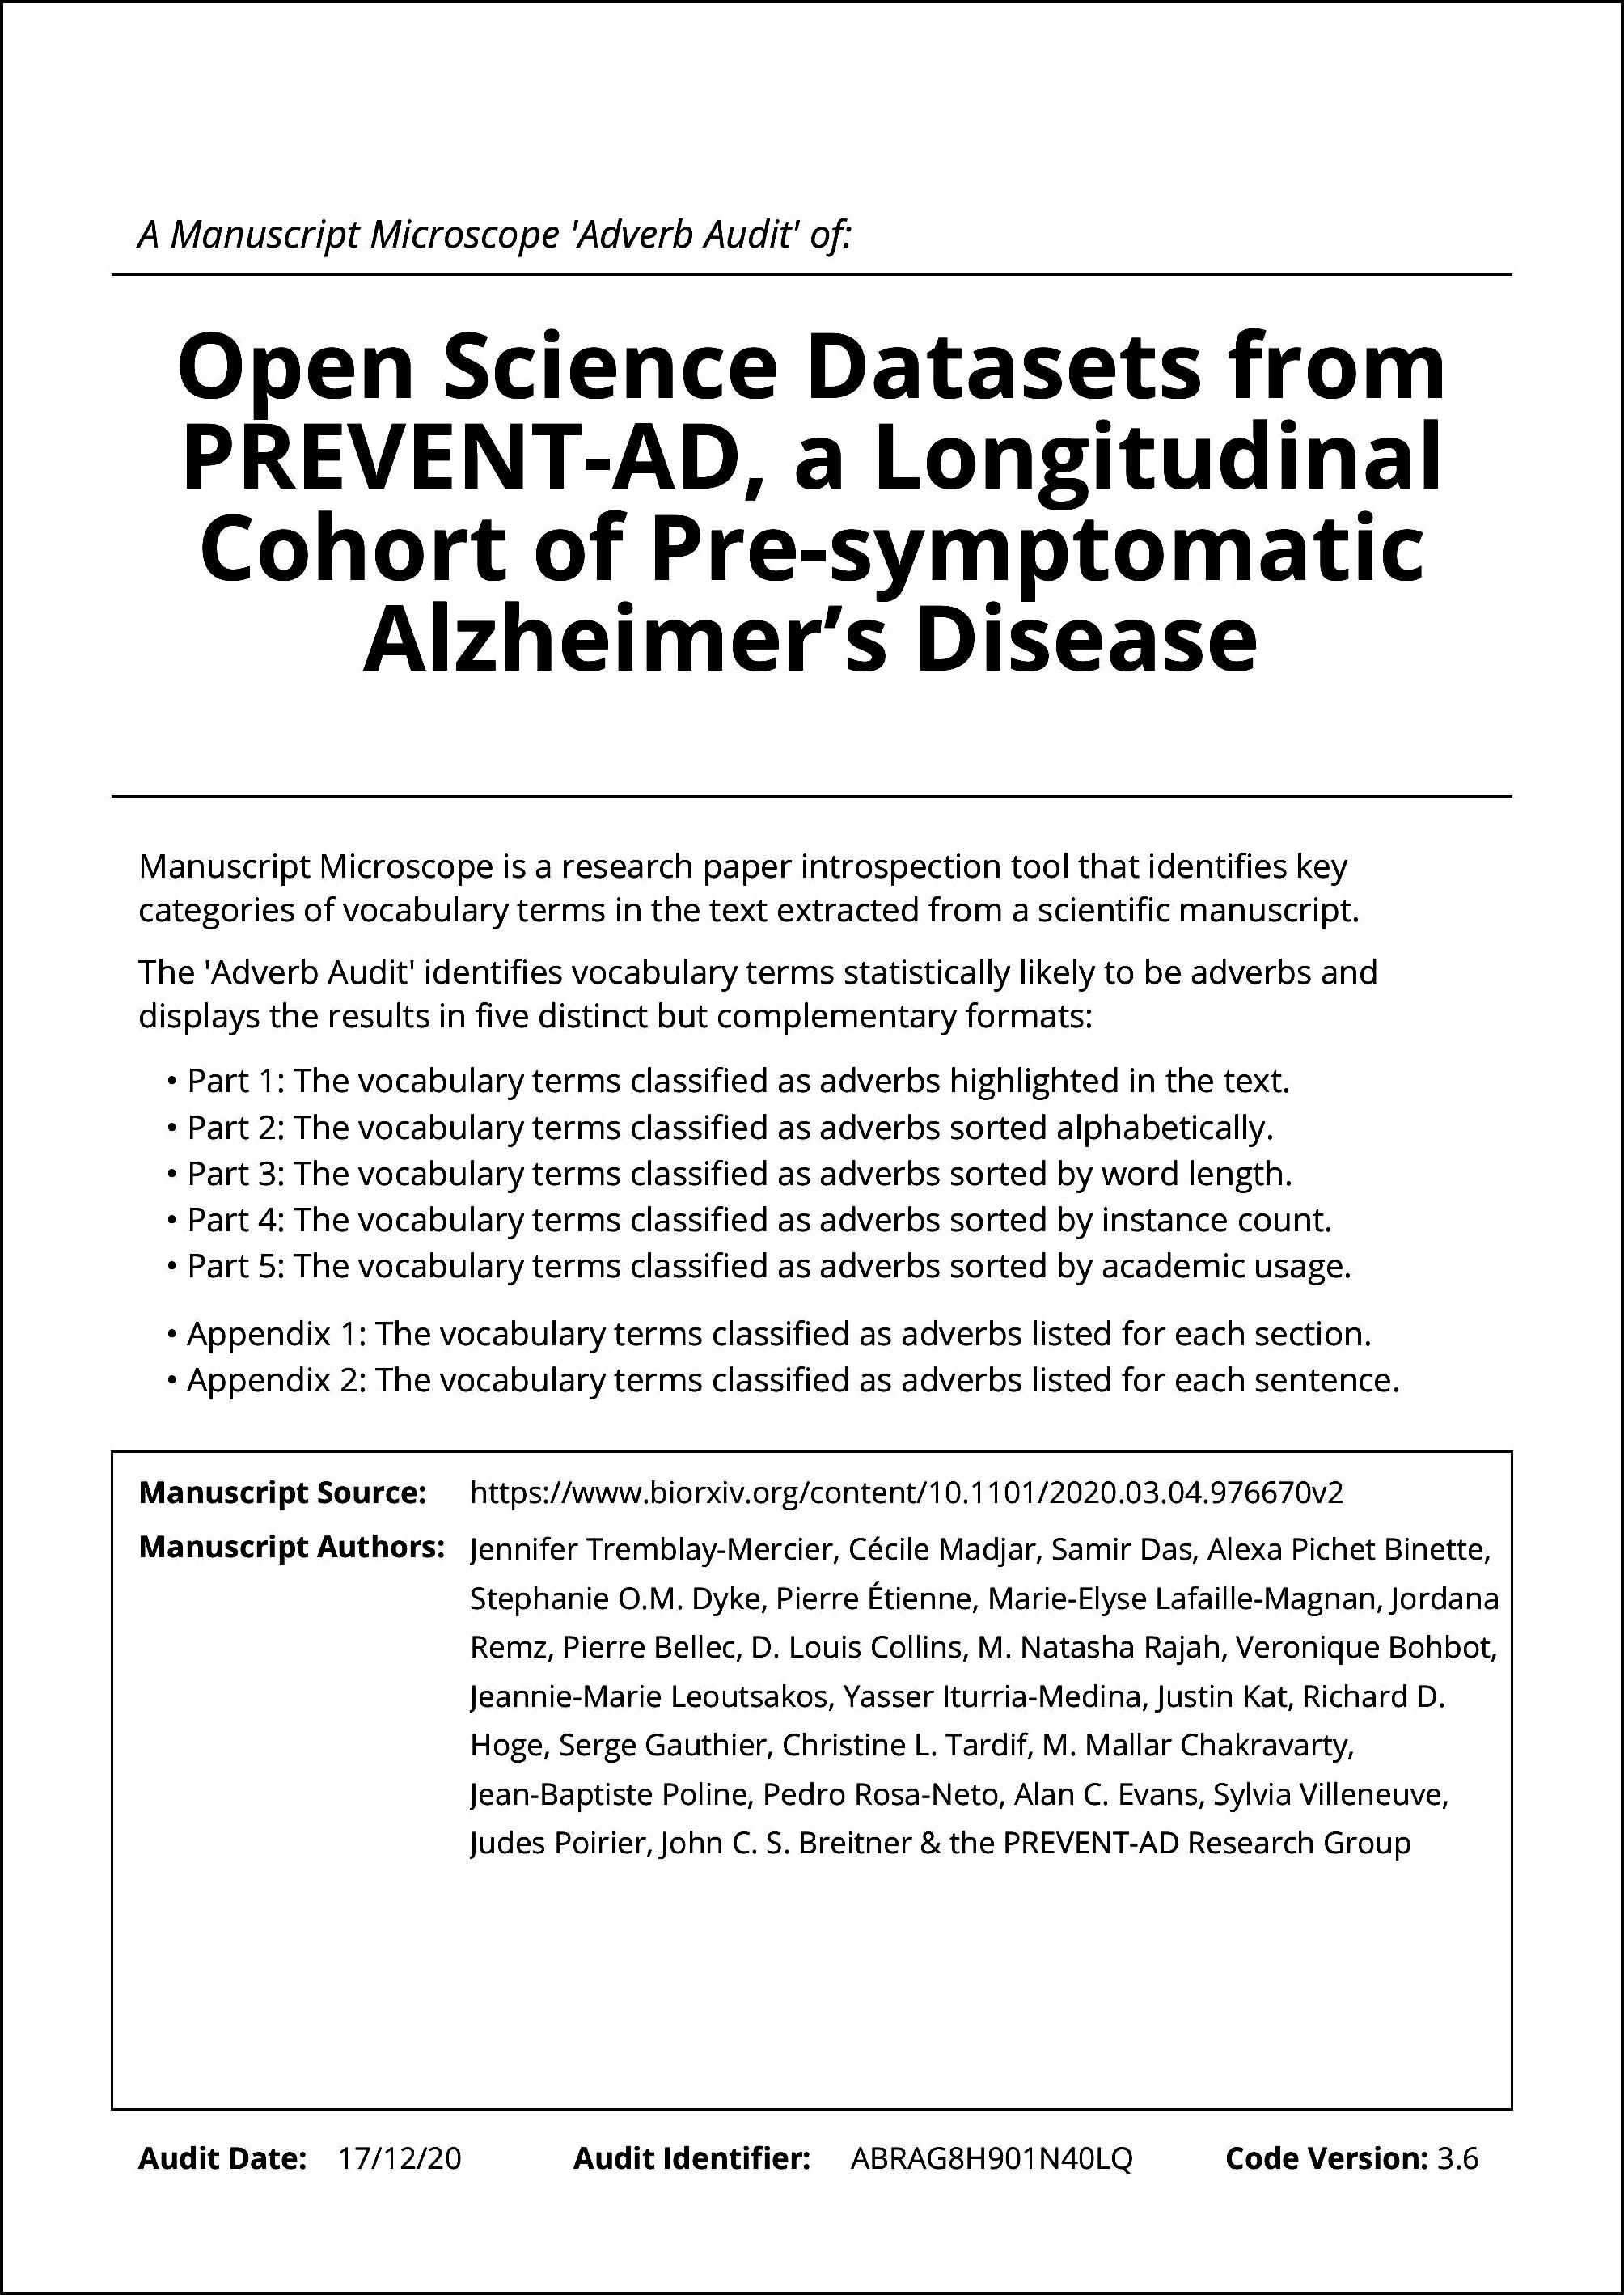 A Manuscript Microscope 'Adverb Audit' of:
Open Science Datasets from
PREVENT-AD, a Longitudinal
Cohort of Pre-symptomatic
Alzheimer’s Disease
Manuscript Microscope is a research paper introspection tool that identifies key
categories of vocabulary terms in the text extracted from a scientific manuscript.
The 'Adverb Audit' identifies vocabulary terms statistically likely to be adverbs and
displays the results in five distinct but complementary formats:
• Part 1: The vocabulary terms classified as adverbs highlighted in the text.
• Part 2: The vocabulary terms classified as adverbs sorted alphabetically.
• Part 3: The vocabulary terms classified as adverbs sorted by word length.
• Part 4: The vocabulary terms classified as adverbs sorted by instance count.
• Part 5: The vocabulary terms classified as adverbs sorted by academic usage.
• Appendix 1: The vocabulary terms classified as adverbs listed for each section.
• Appendix 2: The vocabulary terms classified as adverbs listed for each sentence.
Manuscript Source: https://www.biorxiv.org/content/10.1101/2020.03.04.976670v2
Manuscript Authors: Jennifer Tremblay-Mercier, Cécile Madjar, Samir Das, Alexa Pichet Binette,
Stephanie O.M. Dyke, Pierre Étienne, Marie-Elyse Lafaille-Magnan, Jordana
Remz, Pierre Bellec, D. Louis Collins, M. Natasha Rajah, Veronique Bohbot,
Jeannie-Marie Leoutsakos, Yasser Iturria-Medina, Justin Kat, Richard D.
Hoge, Serge Gauthier, Christine L. Tardif, M. Mallar Chakravarty,
Jean-Baptiste Poline, Pedro Rosa-Neto, Alan C. Evans, Sylvia Villeneuve,
Judes Poirier, John C. S. Breitner & the PREVENT-AD Research Group
Audit Date: 17/12/20 Audit Identifier: ABRAG8H901N40LQ Code Version: 3.6